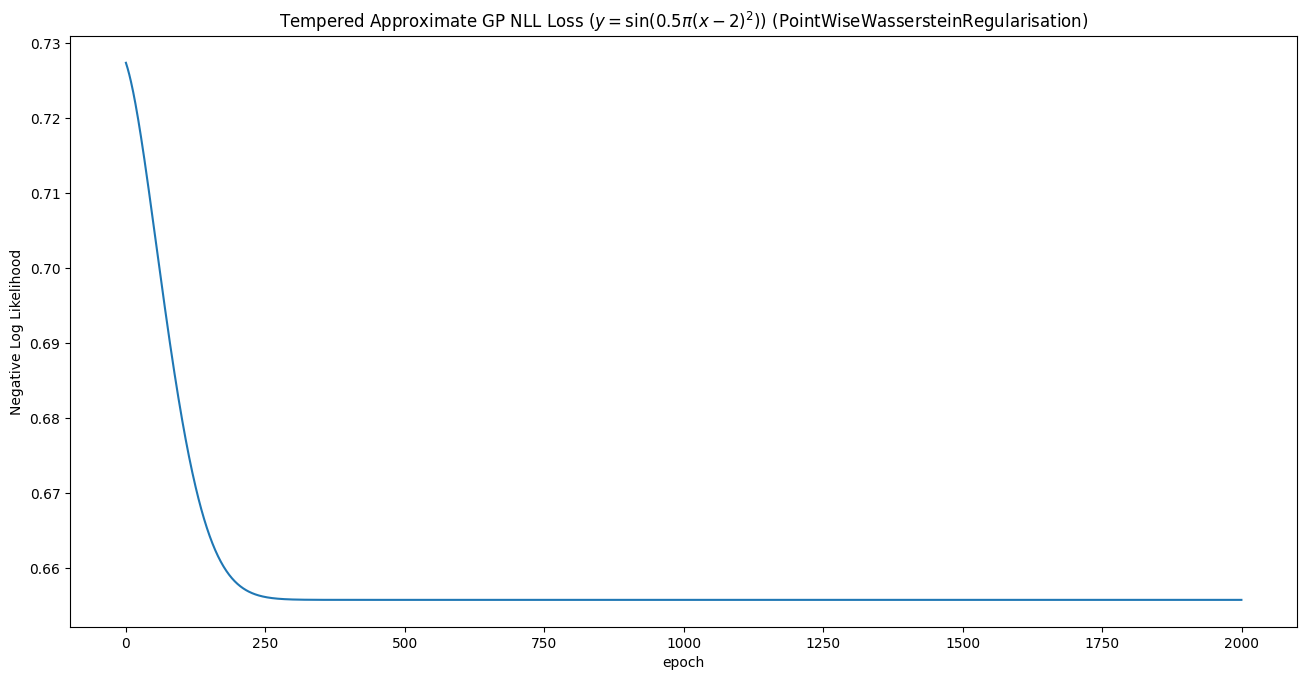 Tempered Approximate GP NLL Loss ($y = \sin(0.5\pi(x - 2)^2)$) (PointWiseWassersteinRegularisation)
Negative Log Likelihood
0.73
0.72
0.71
0.70
0.69
0.68
0.67
0.66
0 250 500 750 1000 1250 1500 1750 2000
epoch